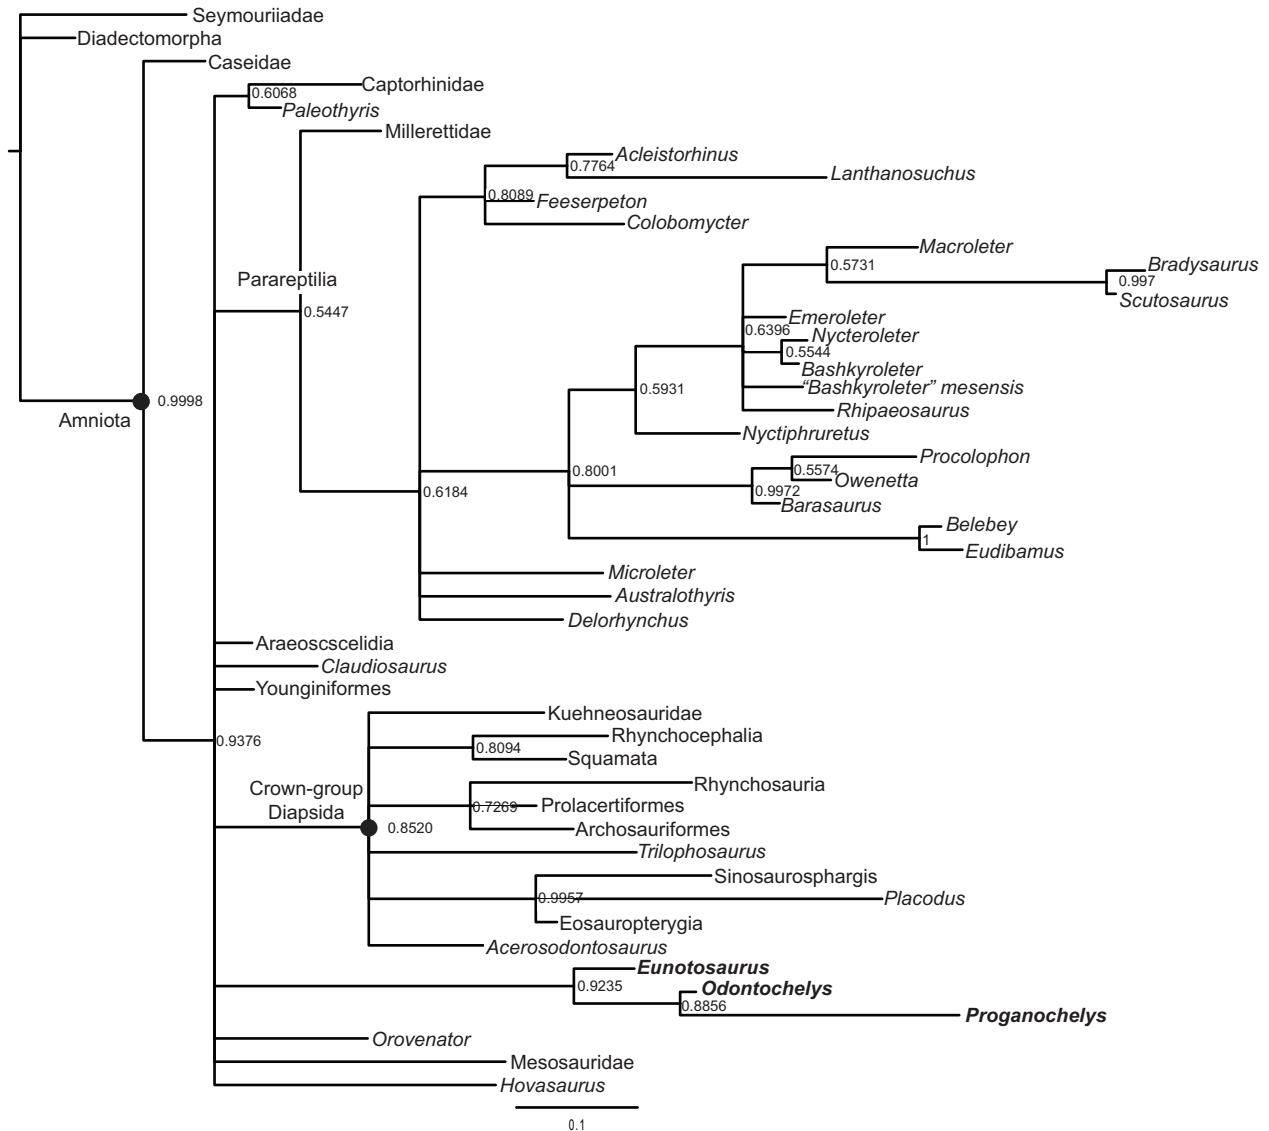 Seymouriiadae
Diadectomorpha
Caseidae
Captorhinidae
0.6068
Paleothyris
Millerettidae
Acleistorhinus
0.7764
Lanthanosuchus
0.8089
Feeserpeton
Colobomycter
Macroleter
0.5731
Bradysaurus
0.997
Scutosaurus
Parareptilia
0.5447
Emeroleter
0.6396
Nycteroleter
0.5544
Bashkyroleter
“Bashkyroleter” mesensis
0.5931
Rhipaeosaurus
Amniota
0.9998
Nyctiphruretus
Procolophon
0.8001
0.5574
Owenetta
0.6184
0.9972
Barasaurus
Belebey
1
Eudibamus
Microleter
Australothyris
Delorhynchus
Araeoscscelidia
Claudiosaurus
Younginiformes
Kuehneosauridae
0.9376
Rhynchocephalia
0.8094
Squamata
Crown-group
Diapsida
0.8520
Rhynchosauria
0.7269
Prolacertiformes
Archosauriformes
Trilophosaurus
Sinosaurosphargis
0.9957
Placodus
Eosauropterygia
Acerosodontosaurus
Eunotosaurus
0.9235
Odontochelys
0.8856
Proganochelys
Orovenator
Mesosauridae
Hovasaurus
0.1